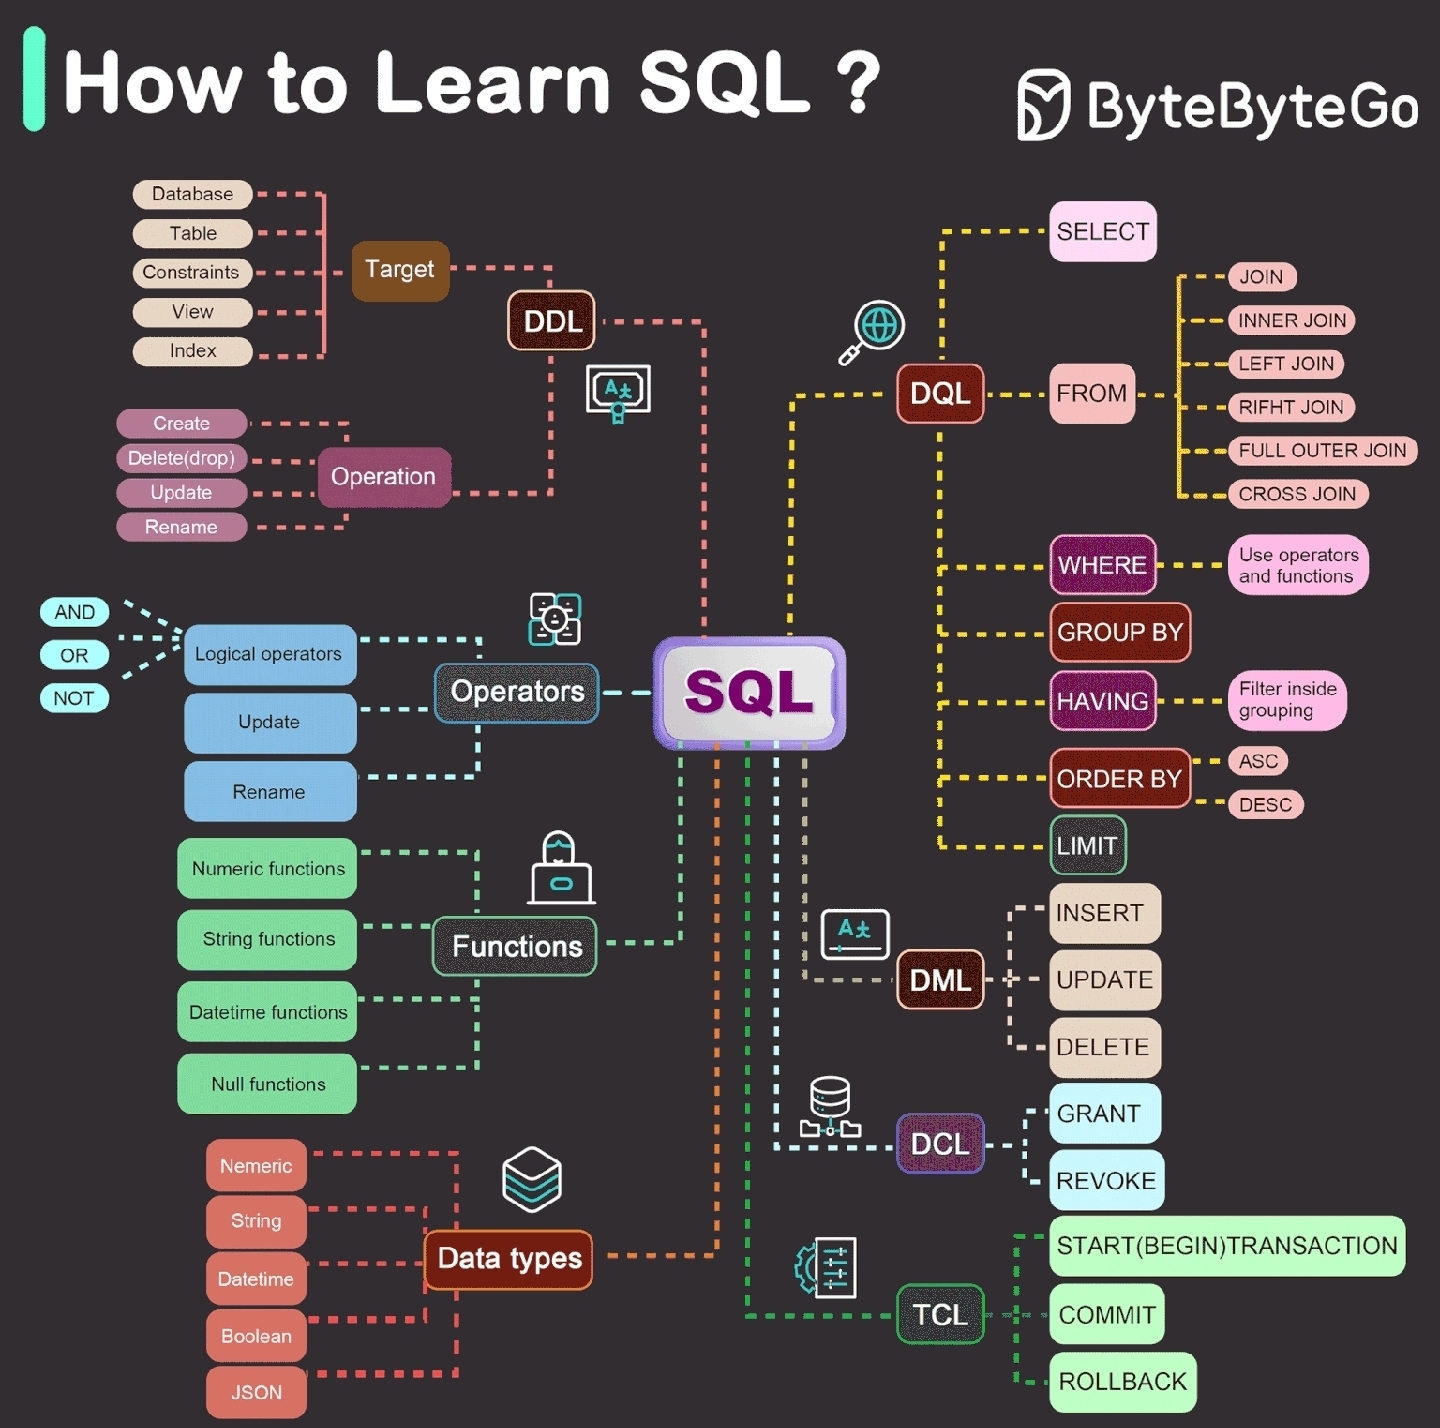 How to Learn SQL ?
ByteByteGo
Database
Table
Constraints
View
Index
Target
DDL
Create
Delete(drop)
Update
Rename
Operation
AND
OR
NOT
Logical operators
Update
Rename
Operators
SQL
Numeric functions
String functions
Datetime functions
Null functions
Functions
Nemeric
String
Datetime
Boolean
JSON
Data types
DQL
SELECT
FROM
JOIN
INNER JOIN
LEFT JOIN
RIFHT JOIN
FULL OUTER JOIN
CROSS JOIN
WHERE
Use operators
and functions
GROUP BY
HAVING
Filter inside
grouping
ORDER BY
ASC
DESC
LIMIT
DML
INSERT
UPDATE
DELETE
DCL
GRANT
REVOKE
TCL
START(BEGIN)TRANSACTION
COMMIT
ROLLBACK